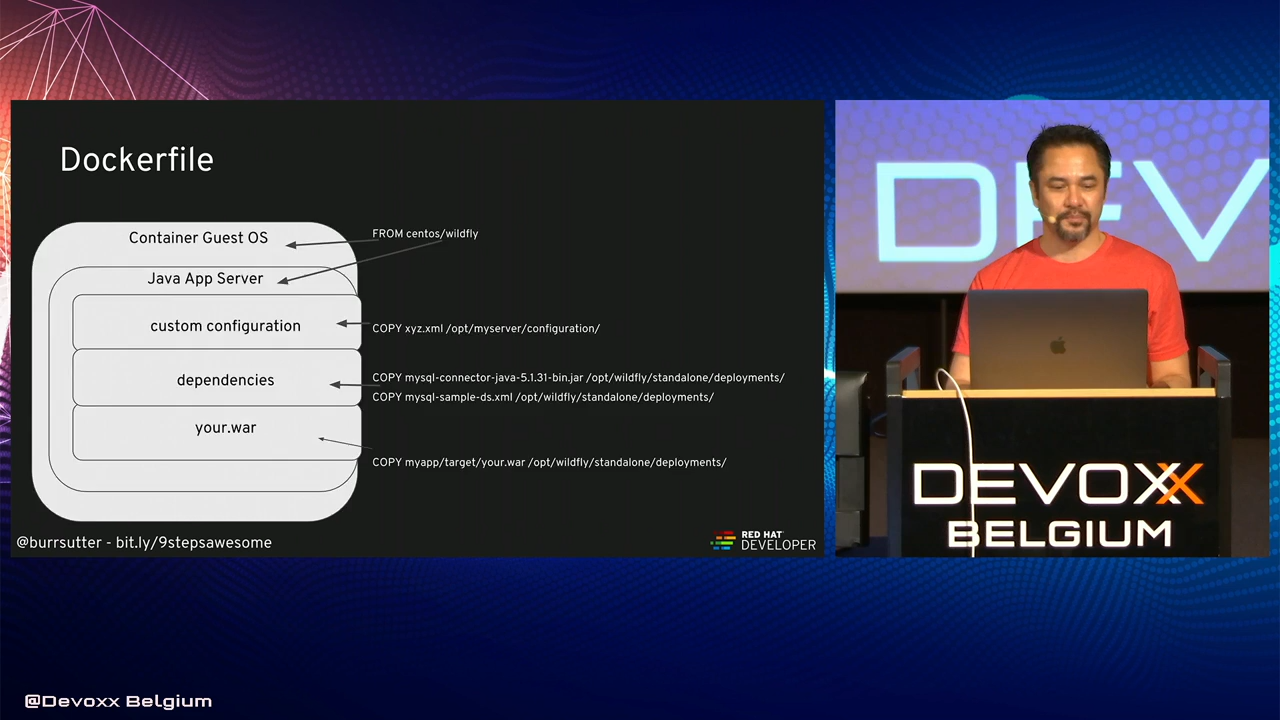 Dockerfile
Container Guest OS
FROM centos/wildfly
Java App Server
custom configuration
COPY xyz.xml /opt/myserver/configuration/
dependencies
COPY mysql-connector-java-5.1.31-bin.jar /opt/wildfly/standalone/deployments/
COPY mysql-sample-ds.xml /opt/wildfly/standalone/deployments/
your.war
COPY myapp/target/your.war /opt/wildfly/standalone/deployments/
@burrsutter - bit.ly/9stepsawesome
RED HAT
DEVELOPER
DEV
DEVOXX
BELGIUM
@Devoxx Belgium